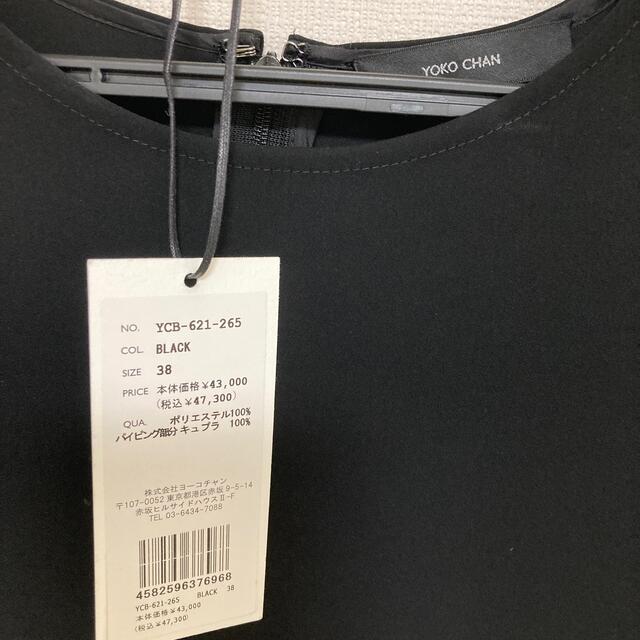 YOKO CHAN
NO. YCB-621-265
COL. BLACK
SIZE 38
PRICE 本体価格¥43,000
(税込¥47,300)
QUA. ポリエステル100%
パイピング部分 キュプラ 100%
株式会社ヨーコチャン
〒107-0052 東京都港区赤坂 9-5-14
赤坂ヒルサイドハウスⅡ-F
TEL 03-6434-7088
4582596376968
YCB-621-265 BLACK 38
本体価格¥43,000
(税込¥47,300)